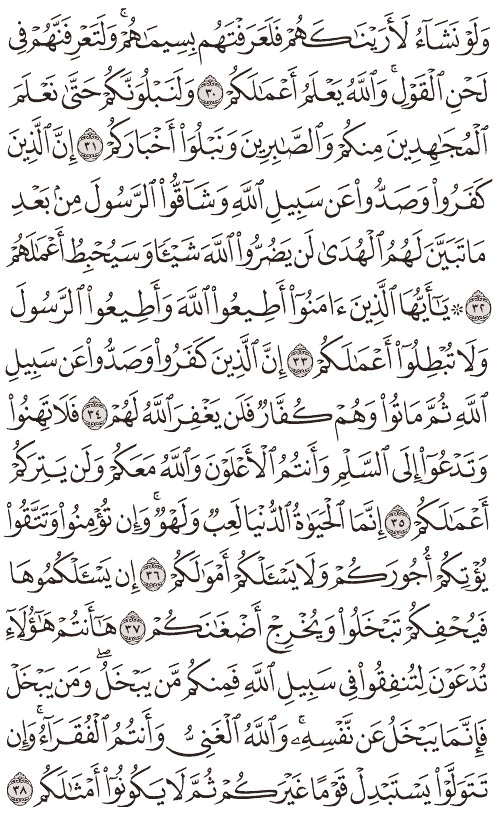 وَلَوْ نَشَآءُ لَأَرَيْنَٰكَهُمْ فَلَعَرَفْتَهُم بِسِيمَٰهُمْ ۚ وَلَتَعْرِفَنَّهُمْ فِى
لَحْنِ ٱلْقَوْلِ ۚ وَٱللَّهُ يَعْلَمُ أَعْمَٰلَكُمْ ٣٠ وَلَنَبْلُوَنَّكُمْ حَتَّىٰ نَعْلَمَ
ٱلْمُجَٰهِدِينَ مِنكُمْ وَٱلصَّٰبِرِينَ وَنَبْلُوَا۟ أَخْبَارَكُمْ ٣١ إِنَّ ٱلَّذِينَ
كَفَرُوا۟ وَصَدُّوا۟ عَن سَبِيلِ ٱللَّهِ وَشَآقُّوا۟ ٱلرَّسُولَ مِنۢ بَعْدِ
مَا تَبَيَّنَ لَهُمُ ٱلْهُدَىٰ لَن يَضُرُّوا۟ ٱللَّهَ شَيْـًٔا وَسَيُحْبِطُ أَعْمَٰلَهُمْ
٣٢ ۞ يَٰٓأَيُّهَا ٱلَّذِينَ ءَامَنُوٓا۟ أَطِيعُوا۟ ٱللَّهَ وَأَطِيعُوا۟ ٱلرَّسُولَ
وَلَا تُبْطِلُوٓا۟ أَعْمَٰلَكُمْ ٣٣ إِنَّ ٱلَّذِينَ كَفَرُوا۟ وَصَدُّوا۟ عَن سَبِيلِ
ٱللَّهِ ثُمَّ مَاتُوا۟ وَهُمْ كُفَّارٌ فَلَن يَغْفِرَ ٱللَّهُ لَهُمْ ٣٤ فَلَا تَهِنُوا۟
وَتَدْعُوٓا۟ إِلَى ٱلسَّلْمِ وَأَنتُمُ ٱلْأَعْلَوْنَ وَٱللَّهُ مَعَكُمْ وَلَن يَتِرَكُمْ
أَعْمَٰلَكُمْ ٣٥ إِنَّمَا ٱلْحَيَوٰةُ ٱلدُّنْيَا لَعِبٌ وَلَهْوٌ ۚ وَإِن تُؤْمِنُوا۟ وَتَتَّقُوا۟
يُؤْتِكُمْ أُجُورَكُمْ وَلَا يَسْـَٔلْكُمْ أَمْوَٰلَكُمْ ٣٦ إِن يَسْـَٔلْكُمُوهَا
فَيُحْفِكُمْ تَبْخَلُوا۟ وَيُخْرِجْ أَضْغَٰنَكُمْ ٣٧ هَٰٓأَنتُمْ هَٰٓؤُلَآءِ
تُدْعَوْنَ لِتُنفِقُوا۟ فِى سَبِيلِ ٱللَّهِ فَمِنكُم مَّن يَبْخَلُ ۖ وَمَن يَبْخَلْ
فَإِنَّمَا يَبْخَلُ عَن نَّفْسِهِۦ ۚ وَٱللَّهُ ٱلْغَنِىُّ وَأَنتُمُ ٱلْفُقَرَآءُ ۚ وَإِن
تَتَوَلَّوْا۟ يَسْتَبْدِلْ قَوْمًا غَيْرَكُمْ ثُمَّ لَا يَكُونُوٓا۟ أَمْثَٰلَكُم ٣٨